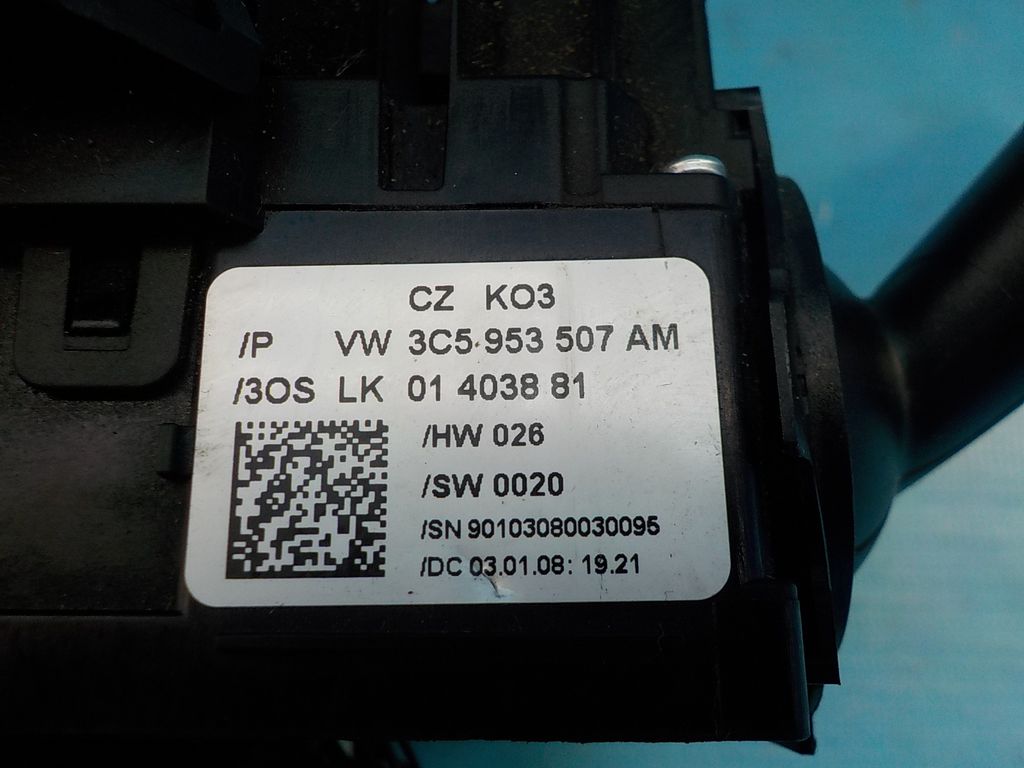 CZ KO3
/P VW 3C5 953 507 AM
/3OS LK 01 4038 81
/HW 026
/SW 0020
/SN 90103080030095
/DC 03.01.08: 19.21